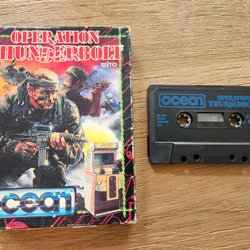 OPERATION
THUNDERBOLT
TAITO
ocean
ocean
OPERATION
THUNDERBOLT